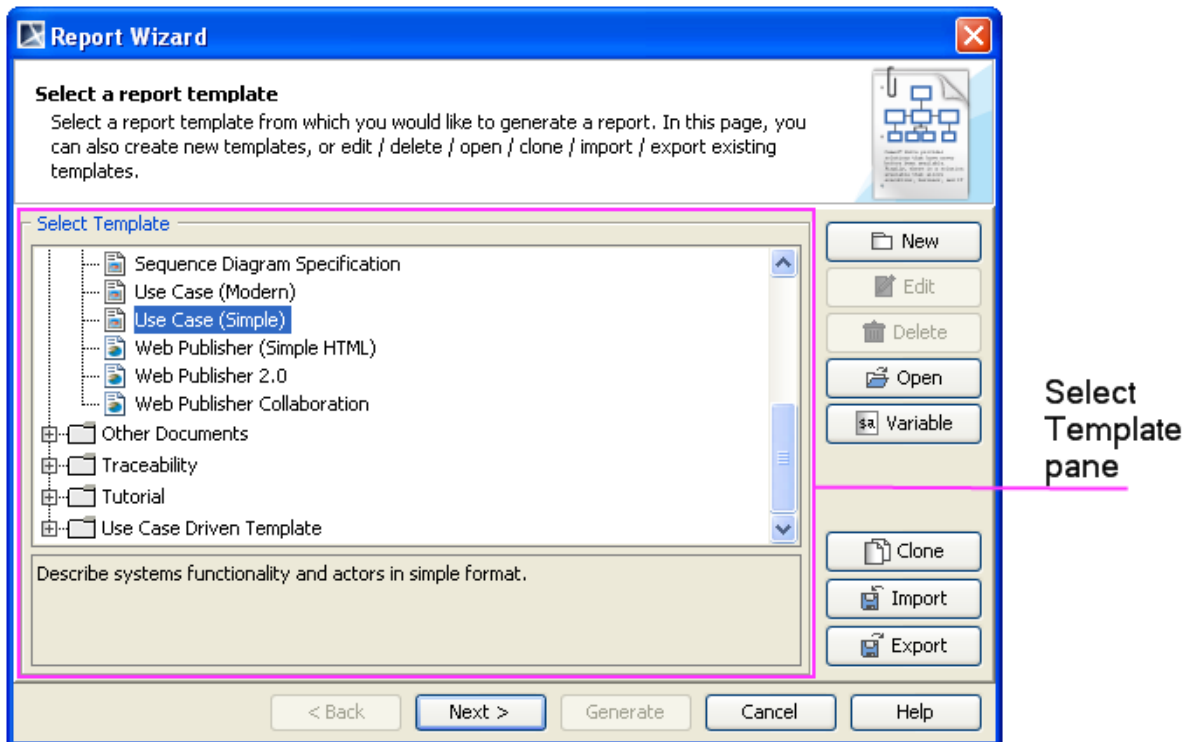 Report Wizard
Select a report template
Select a report template from which you would like to generate a report. In this page, you
can also create new templates, or edit / delete / open / clone / import / export existing
templates.
Select Template
Sequence Diagram Specification
Use Case (Modern)
Use Case (Simple)
Web Publisher (Simple HTML)
Web Publisher 2.0
Web Publisher Collaboration
Other Documents
Traceability
Tutorial
Use Case Driven Template
Describe systems functionality and actors in simple format.
New
Edit
Delete
Open
$a Variable
Clone
Import
Export
< Back
Next >
Generate
Cancel
Help
Select
Template
pane